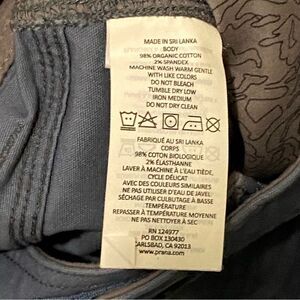 MADE IN SRI LANKA
BODY
98% ORGANIC COTTON
2% SPANDEX
MACHINE WASH WARM GENTLE
WITH LIKE COLORS
DO NOT BLEACH
TUMBLE DRY LOW
IRON MEDIUM
DO NOT DRY CLEAN
FABRIQUÉ AU SRI LANKA
CORPS
98% COTON BIOLOGIQUE
2% ÉLASTHANNE
LAVER À MACHINE À L'EAU TIÈDE,
CYCLE DÉLICAT
AVEC DES COULEURS SIMILAIRES
NE PAS UTILISER D'EAU DE JAVEL
SÉCHAGE PAR CULBUTAGE À BASSE
TEMPÉRATURE
REPASSER À TEMPÉRATURE MOYENNE
NE PAS NETTOYER À SEC
RN 124977
PO BOX 130430
CARLSBAD, CA 92013
www.prana.com